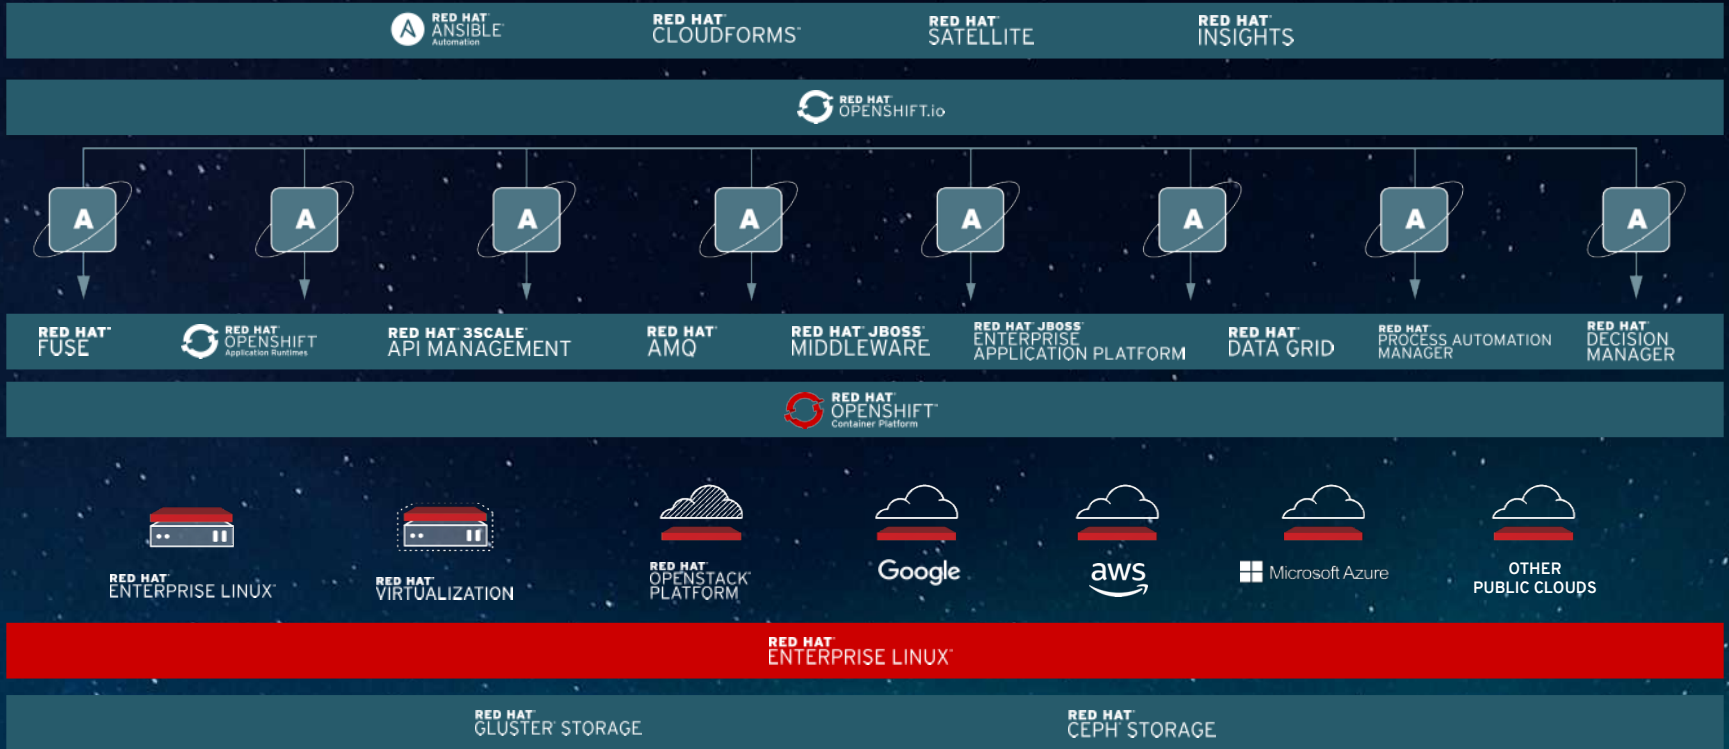 RED HAT®
ANSIBLE®
Automation
RED HAT®
CLOUDFORMS™
RED HAT®
SATELLITE
RED HAT®
INSIGHTS
RED HAT®
OPENSHIFT.io
A
A
A
A
A
A
A
A
RED HAT™
FUSE
RED HAT®
OPENSHIFT
Application Runtimes
RED HAT® 3SCALE®
API MANAGEMENT
RED HAT®
AMQ
RED HAT® JBOSS®
MIDDLEWARE
RED HAT® JBOSS®
ENTERPRISE
APPLICATION PLATFORM
RED HAT®
DATA GRID
RED HAT®
PROCESS AUTOMATION
MANAGER
RED HAT®
DECISION
MANAGER
RED HAT®
OPENSHIFT™
Container Platform
RED HAT®
ENTERPRISE LINUX®
RED HAT®
VIRTUALIZATION
RED HAT®
OPENSTACK®
PLATFORM
Google
aws
Microsoft Azure
OTHER
PUBLIC CLOUDS
RED HAT®
ENTERPRISE LINUX®
RED HAT®
GLUSTER® STORAGE
RED HAT®
CEPH® STORAGE